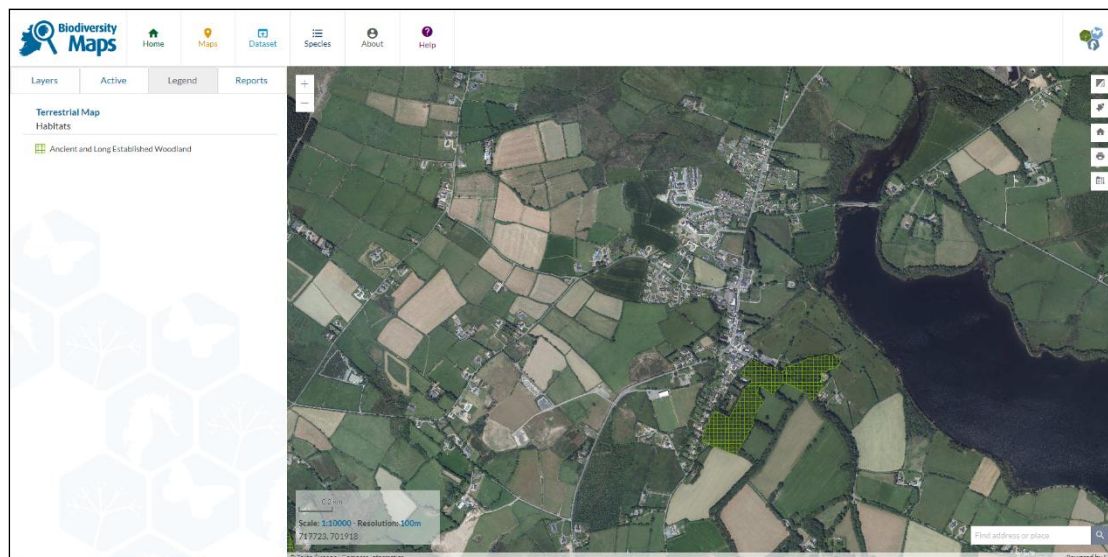 Biodiversity
Maps
Home
Maps
Dataset
Species
About
Help
Layers
Active
Legend
Reports
Terrestrial Map
Habitats
Ancient and Long Established Woodland
0.2 km
Scale: 1:10000 - Resolution: 100m
717723, 701913
Find address or place